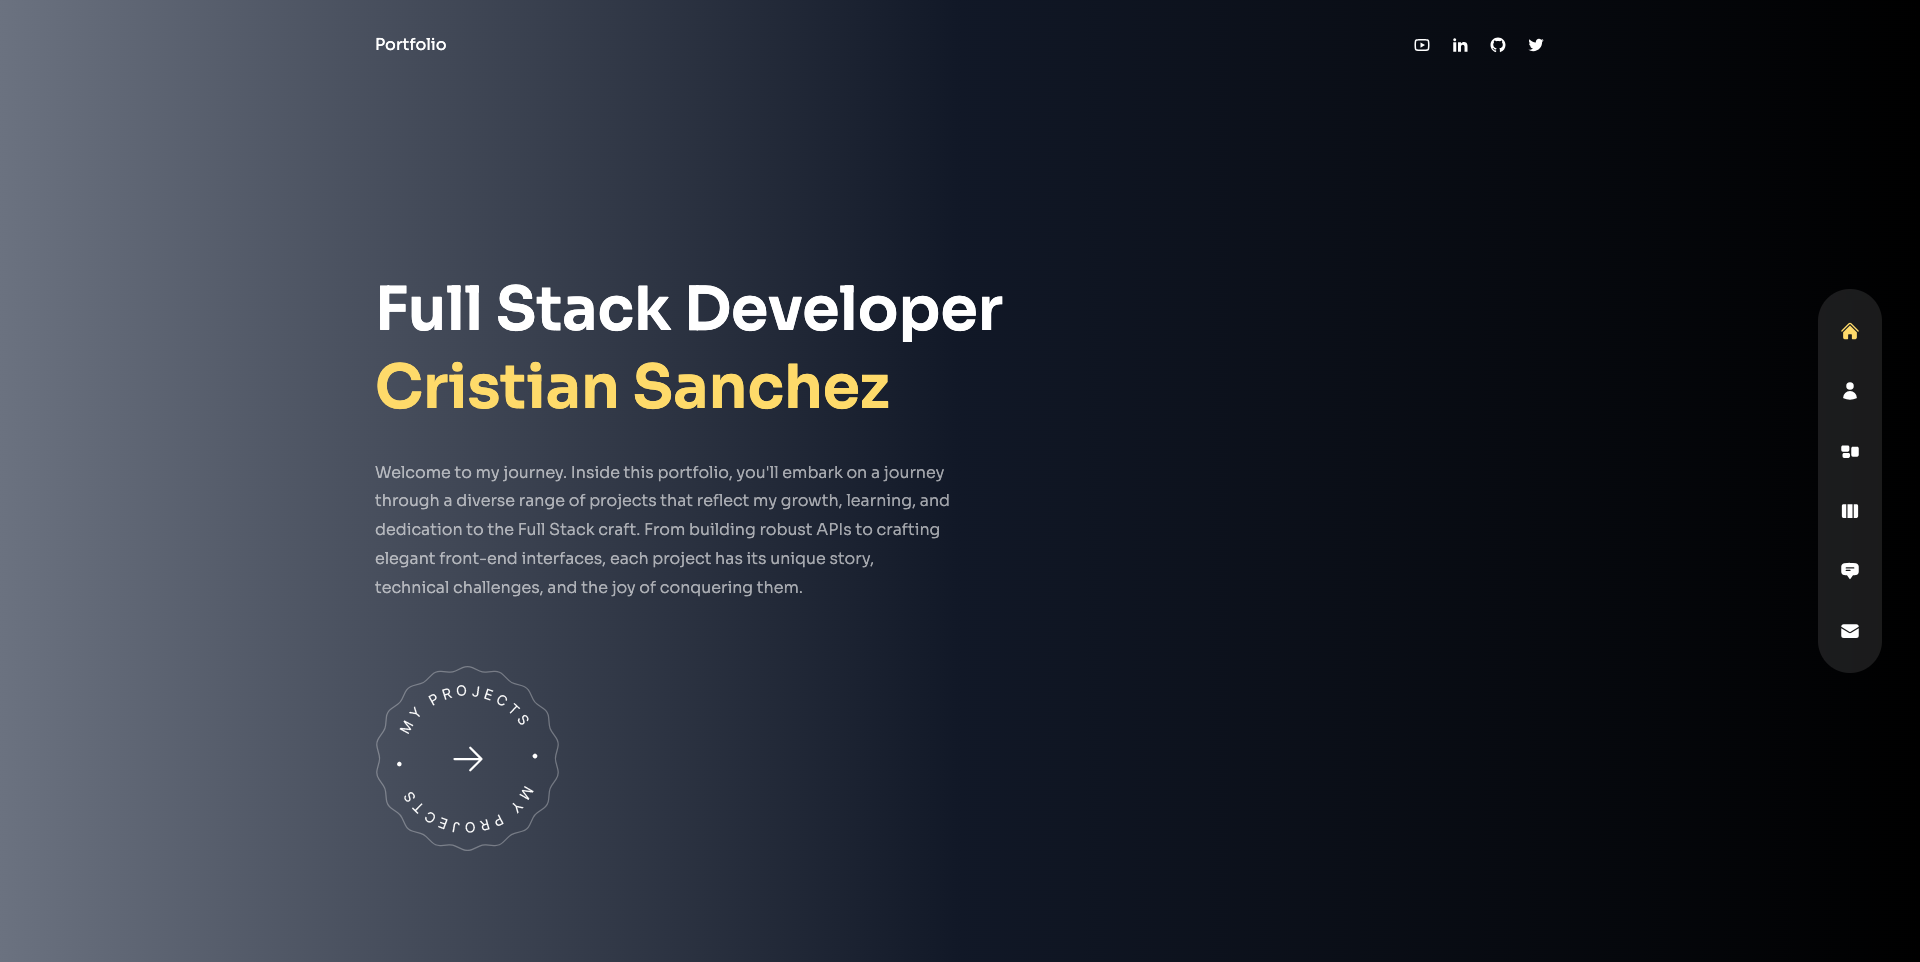 Portfolio
Full Stack Developer
Cristian Sanchez
Welcome to my journey. Inside this portfolio, you'll embark on a journey
through a diverse range of projects that reflect my growth, learning, and
dedication to the Full Stack craft. From building robust APIs to crafting
elegant front-end interfaces, each project has its unique story,
technical challenges, and the joy of conquering them.
MY PROJECTS • MY PROJECTS •